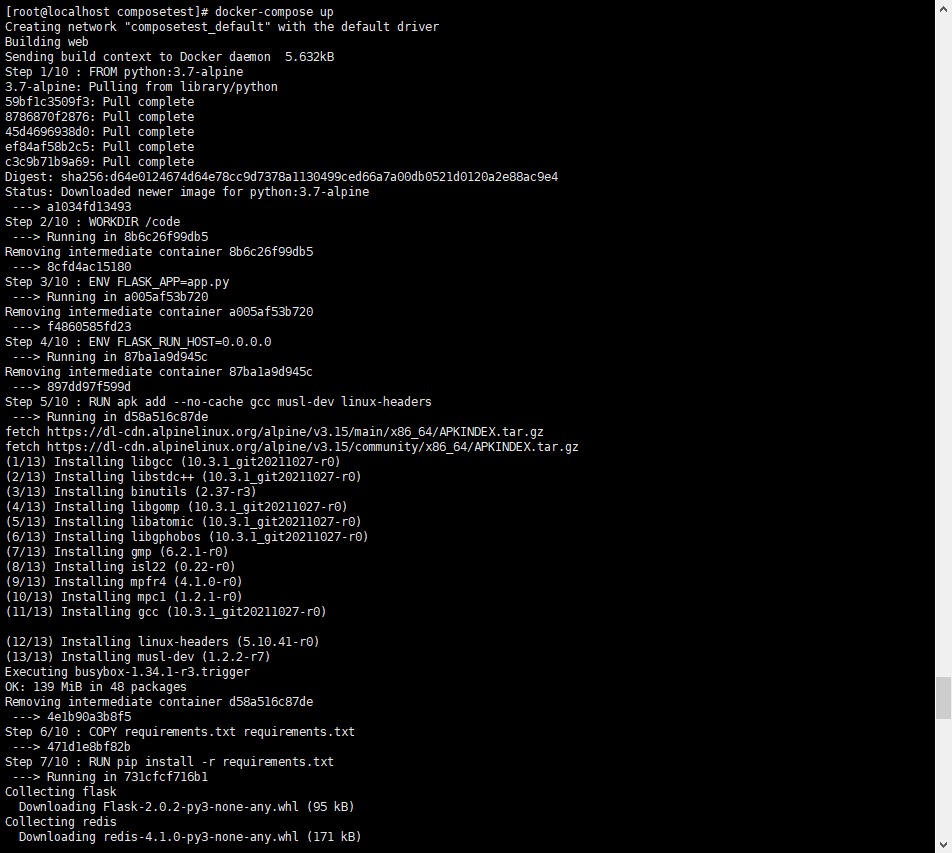 [root@localhost composetest]# docker-compose up
Creating network "composetest_default" with the default driver
Building web
Sending build context to Docker daemon  5.632kB
Step 1/10 : FROM python:3.7-alpine
3.7-alpine: Pulling from library/python
59bf1c3509f3: Pull complete
8786870f2876: Pull complete
45d4696938d0: Pull complete
ef84af58b2c5: Pull complete
c3c9b71b9a69: Pull complete
Digest: sha256:d64e0124674d64e78cc9d7378a1130499ced66a7a00db0521d0120a2e88ac9e4
Status: Downloaded newer image for python:3.7-alpine
 ---> a1034fd13493
Step 2/10 : WORKDIR /code
 ---> Running in 8b6c26f99db5
Removing intermediate container 8b6c26f99db5
 ---> 8cfd4ac15180
Step 3/10 : ENV FLASK_APP=app.py
 ---> Running in a005af53b720
Removing intermediate container a005af53b720
 ---> f4860585fd23
Step 4/10 : ENV FLASK_RUN_HOST=0.0.0.0
 ---> Running in 87ba1a9d945c
Removing intermediate container 87ba1a9d945c
 ---> 897dd97f599d
Step 5/10 : RUN apk add --no-cache gcc musl-dev linux-headers
 ---> Running in d58a516c87de
fetch https://dl-cdn.alpinelinux.org/alpine/v3.15/main/x86_64/APKINDEX.tar.gz
fetch https://dl-cdn.alpinelinux.org/alpine/v3.15/community/x86_64/APKINDEX.tar.gz
(1/13) Installing libgcc (10.3.1_git20211027-r0)
(2/13) Installing libstdc++ (10.3.1_git20211027-r0)
(3/13) Installing binutils (2.37-r3)
(4/13) Installing libgomp (10.3.1_git20211027-r0)
(5/13) Installing libatomic (10.3.1_git20211027-r0)
(6/13) Installing libgphobos (10.3.1_git20211027-r0)
(7/13) Installing gmp (6.2.1-r0)
(8/13) Installing isl22 (0.22-r0)
(9/13) Installing mpfr4 (4.1.0-r0)
(10/13) Installing mpc1 (1.2.1-r0)
(11/13) Installing gcc (10.3.1_git20211027-r0)

(12/13) Installing linux-headers (5.10.41-r0)
(13/13) Installing musl-dev (1.2.2-r7)
Executing busybox-1.34.1-r3.trigger
OK: 139 MiB in 48 packages
Removing intermediate container d58a516c87de
 ---> 4e1b90a3b8f5
Step 6/10 : COPY requirements.txt requirements.txt
 ---> 471d1e8bf82b
Step 7/10 : RUN pip install -r requirements.txt
 ---> Running in 731cfcf716b1
Collecting flask
  Downloading Flask-2.0.2-py3-none-any.whl (95 kB)
Collecting redis
  Downloading redis-4.1.0-py3-none-any.whl (171 kB)